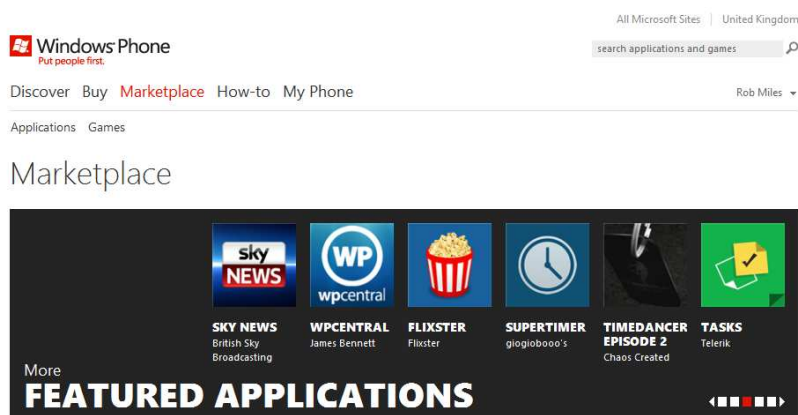 All Microsoft Sites | United Kingdom
Windows Phone
Put people first.
search applications and games
Discover Buy Marketplace How-to My Phone
Rob Miles
Applications Games
Marketplace
sky NEWS
WP wpcentral
SKY NEWS
British Sky
Broadcasting
WPCENTRAL
James Bennett
FLIXSTER
Flixster
SUPERTIMER
giogiobooo's
TIMEDANCER
EPISODE 2
Chaos Created
TASKS
Telerik
More
FEATURED APPLICATIONS